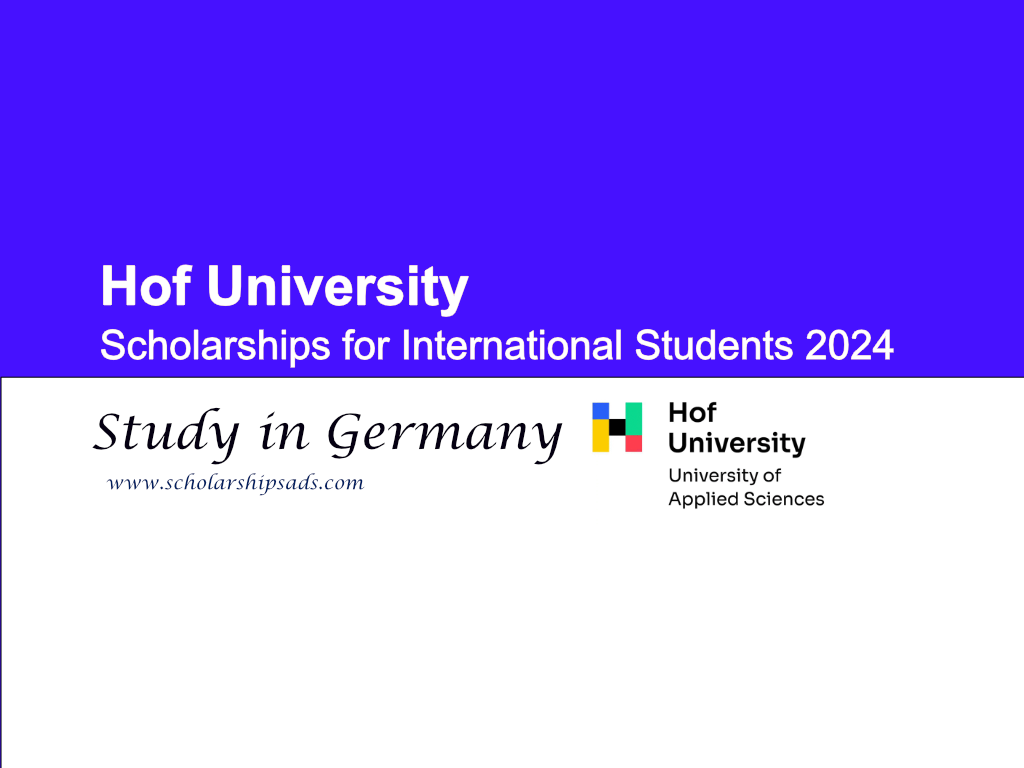 Hof University
Scholarships for International Students 2024
Study in Germany
www.scholarshipsads.com
Hof
University
University of
Applied Sciences